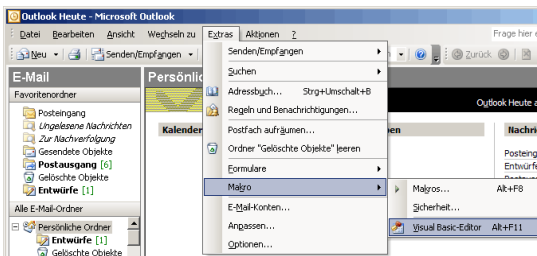 Outlook Heute - Microsoft Outlook
Datei Bearbeiten Ansicht Wechseln zu Extras Aktionen ? Frage hier e
Neu Senden/Empfangen Zurück
E-Mail
Persönlic
Favoritenordner
Posteingang
Ungelesene Nachrichten
Zur Nachverfolgung
Gesendete Objekte
Postausgang [6]
Gelöschte Objekte
Entwürfe [1]
Alle E-Mail-Ordner
Persönliche Ordner
Entwürfe [1]
Gelöschte Objekte
Kalender
Senden/Empfangen
Suchen
Adressbuch... Strg+Umschalt+B
Regeln und Benachrichtigungen...
Postfach aufräumen...
Ordner "Gelöschte Objekte" leeren
Formulare
Makro
E-Mail-Konten...
Anpassen...
Optionen...
Outlook Heute a
en
Nachri
Posteing
Entwürfe
Makros... Alt+F8
Sicherheit...
Visual Basic-Editor Alt+F11